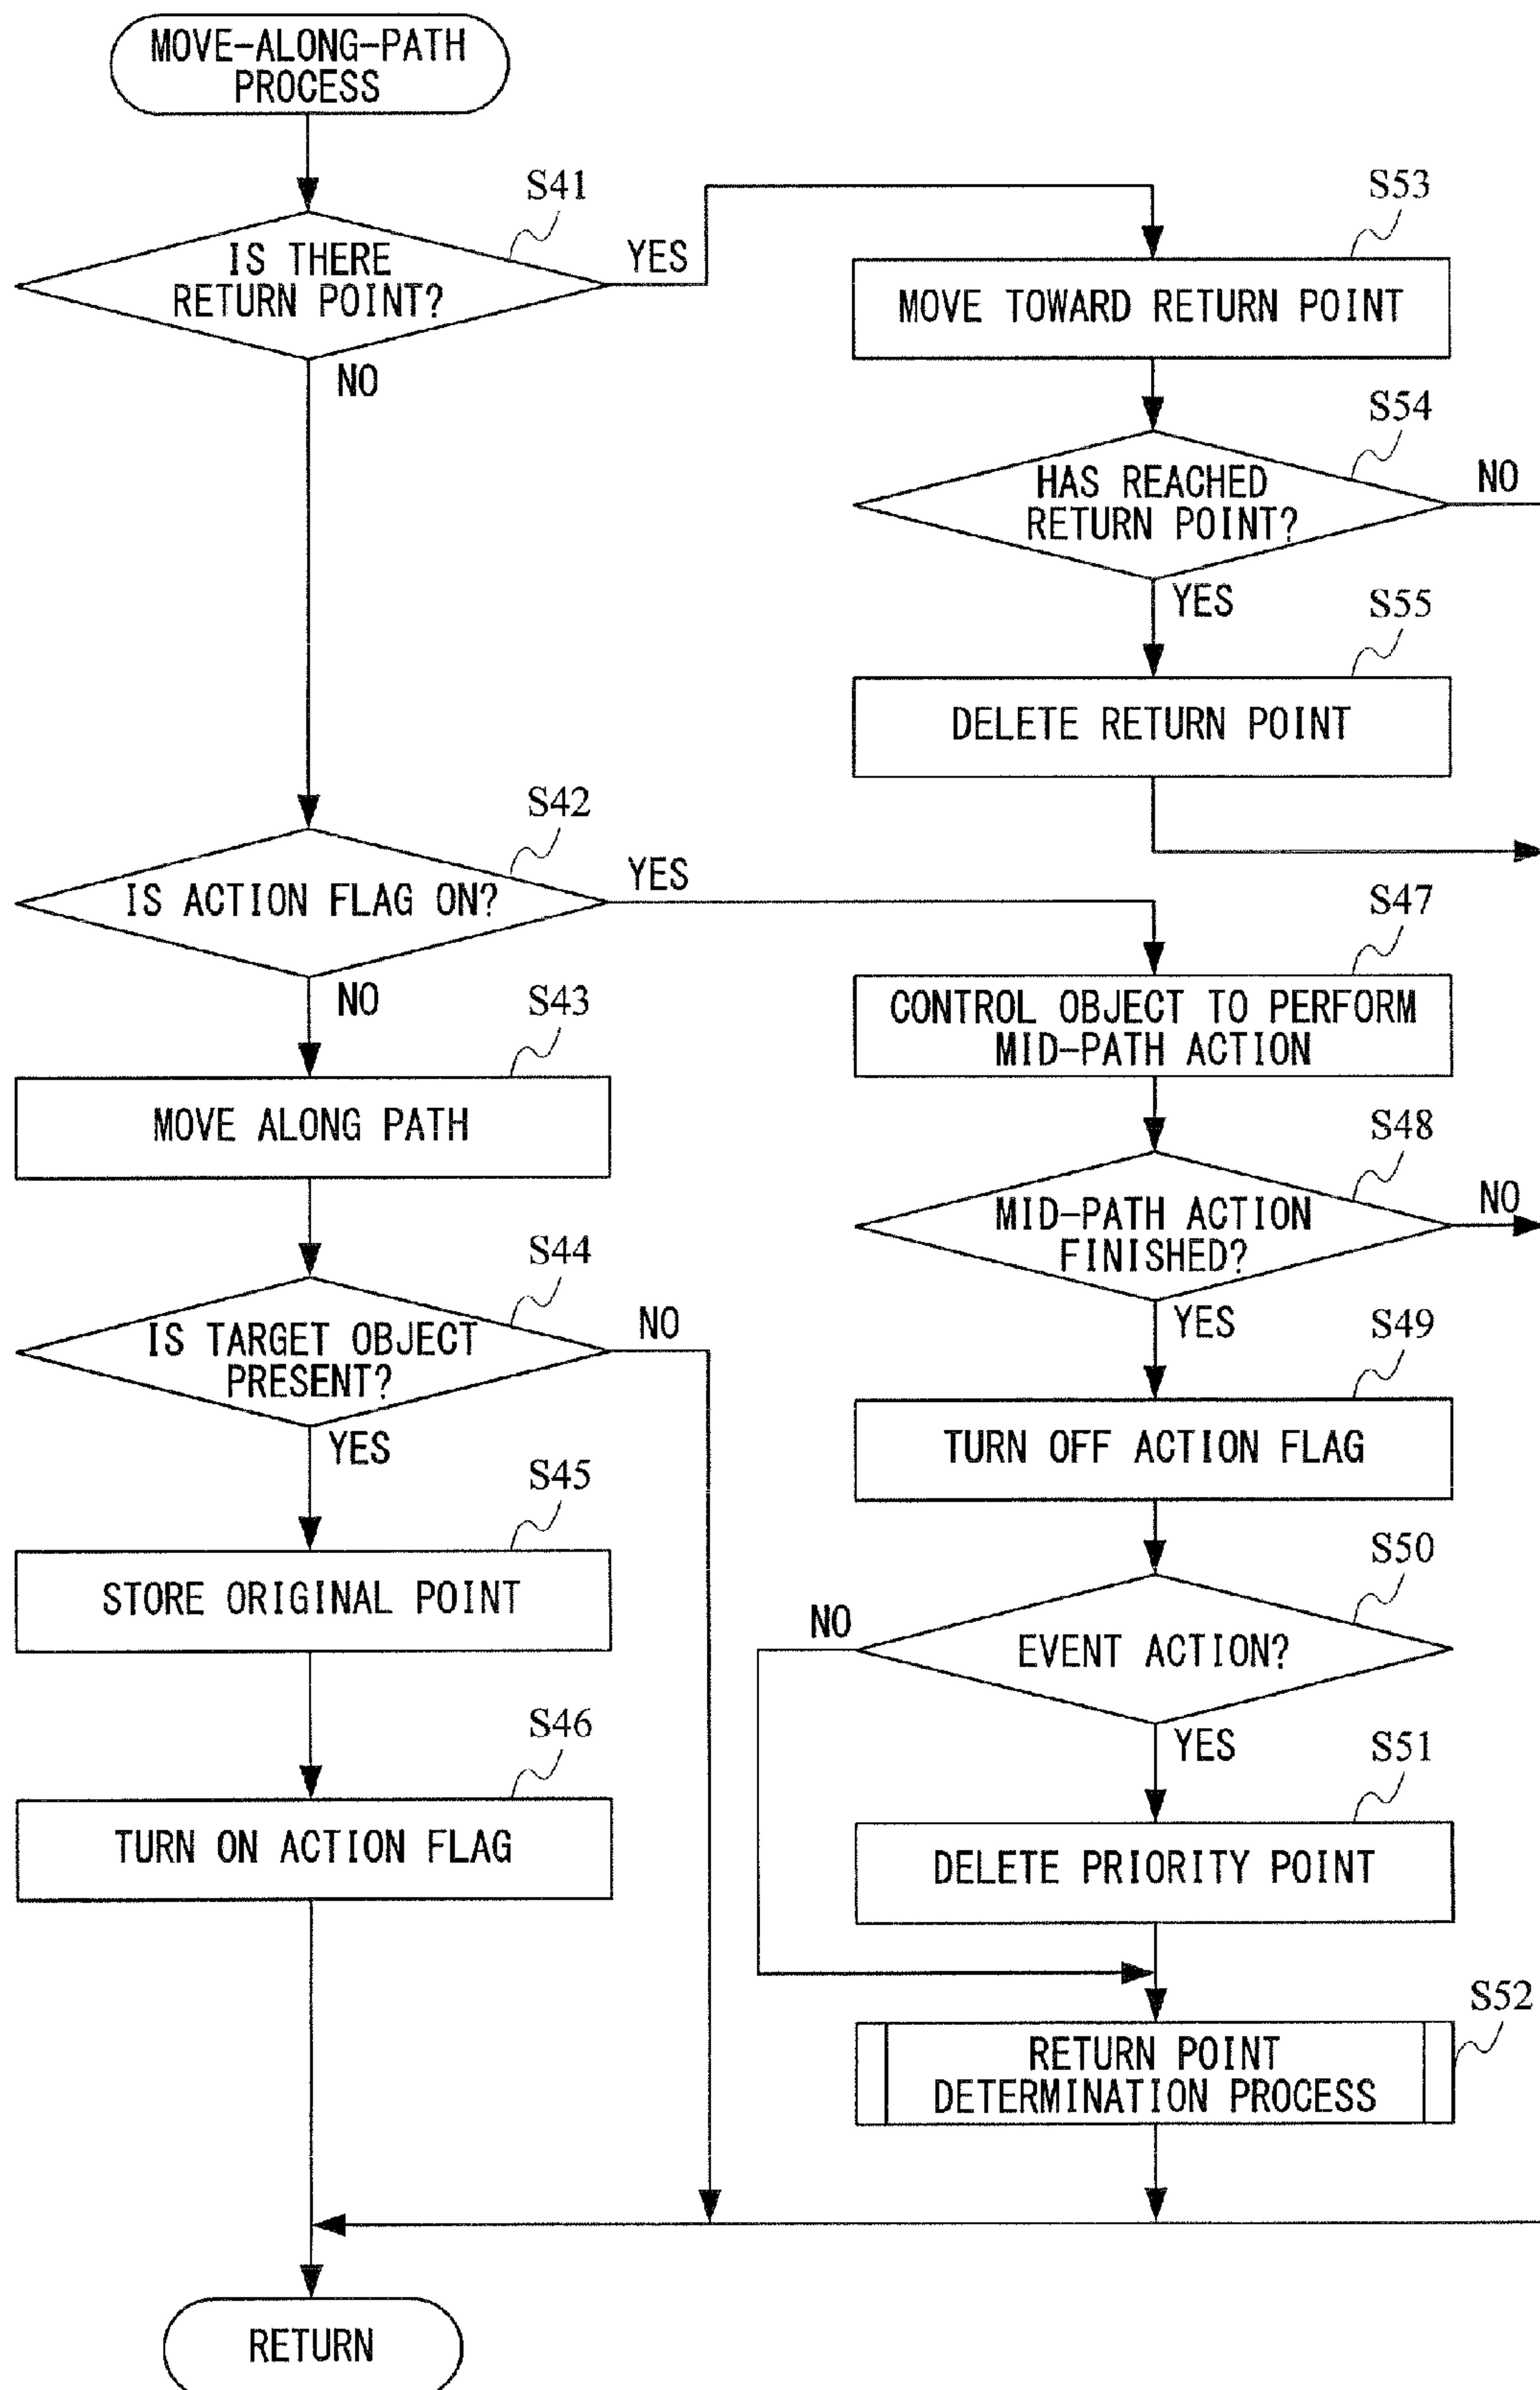 MOVE-ALONG-PATH
PROCESS
S41
IS THERE
RETURN POINT?
YES
NO
S53
MOVE TOWARD RETURN POINT
S54
HAS REACHED
RETURN POINT?
NO
YES
S55
DELETE RETURN POINT
S42
IS ACTION FLAG ON?
YES
NO
S43
MOVE ALONG PATH
S44
IS TARGET OBJECT
PRESENT?
NO
YES
S45
STORE ORIGINAL POINT
S46
TURN ON ACTION FLAG
S47
CONTROL OBJECT TO PERFORM
MID-PATH ACTION
S48
MID-PATH ACTION
FINISHED?
NO
YES
S49
TURN OFF ACTION FLAG
S50
EVENT ACTION?
NO
YES
S51
DELETE PRIORITY POINT
S52
RETURN POINT
DETERMINATION PROCESS
RETURN